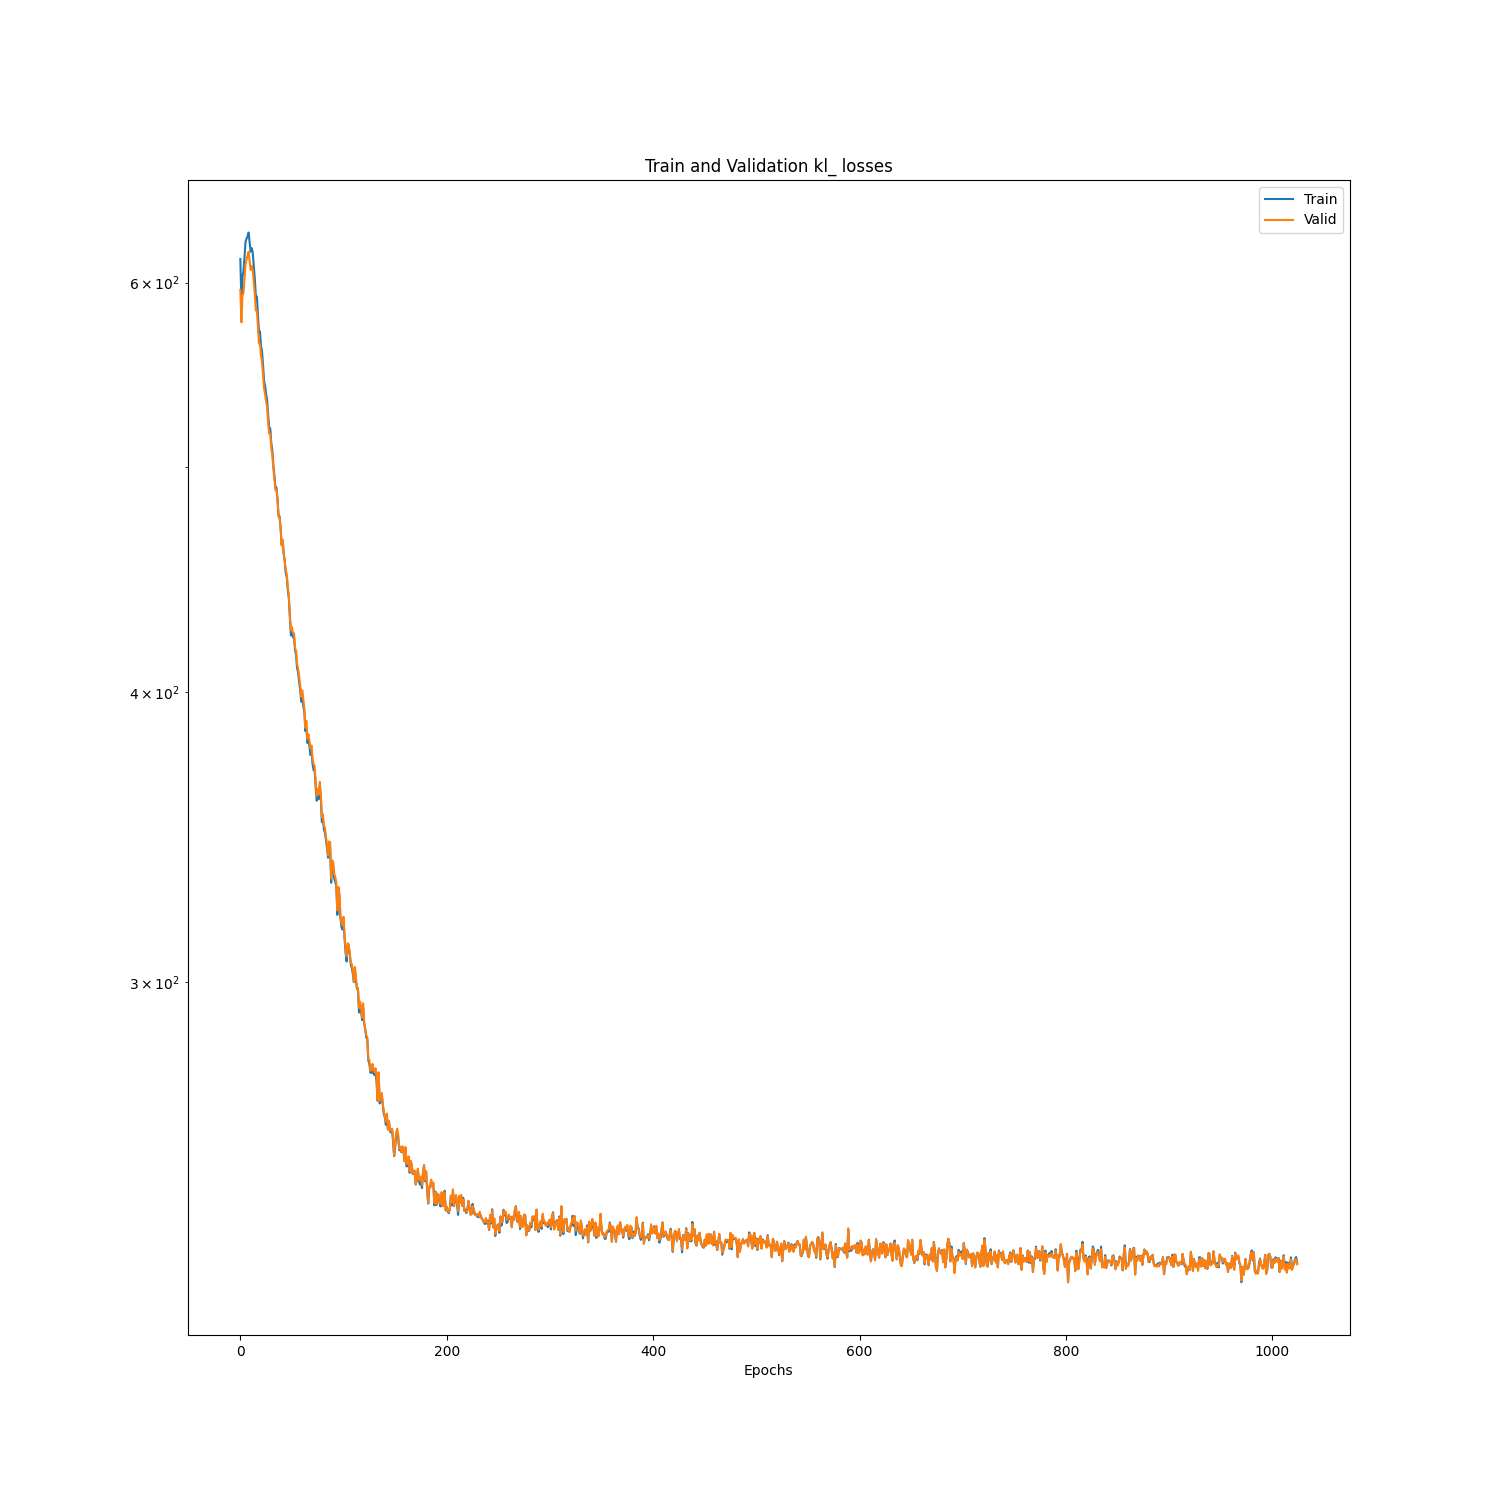 Train and Validation kl_ losses
Train
Valid
6 × 10²
4 × 10²
3 × 10²
0 200 400 600 800 1000
Epochs